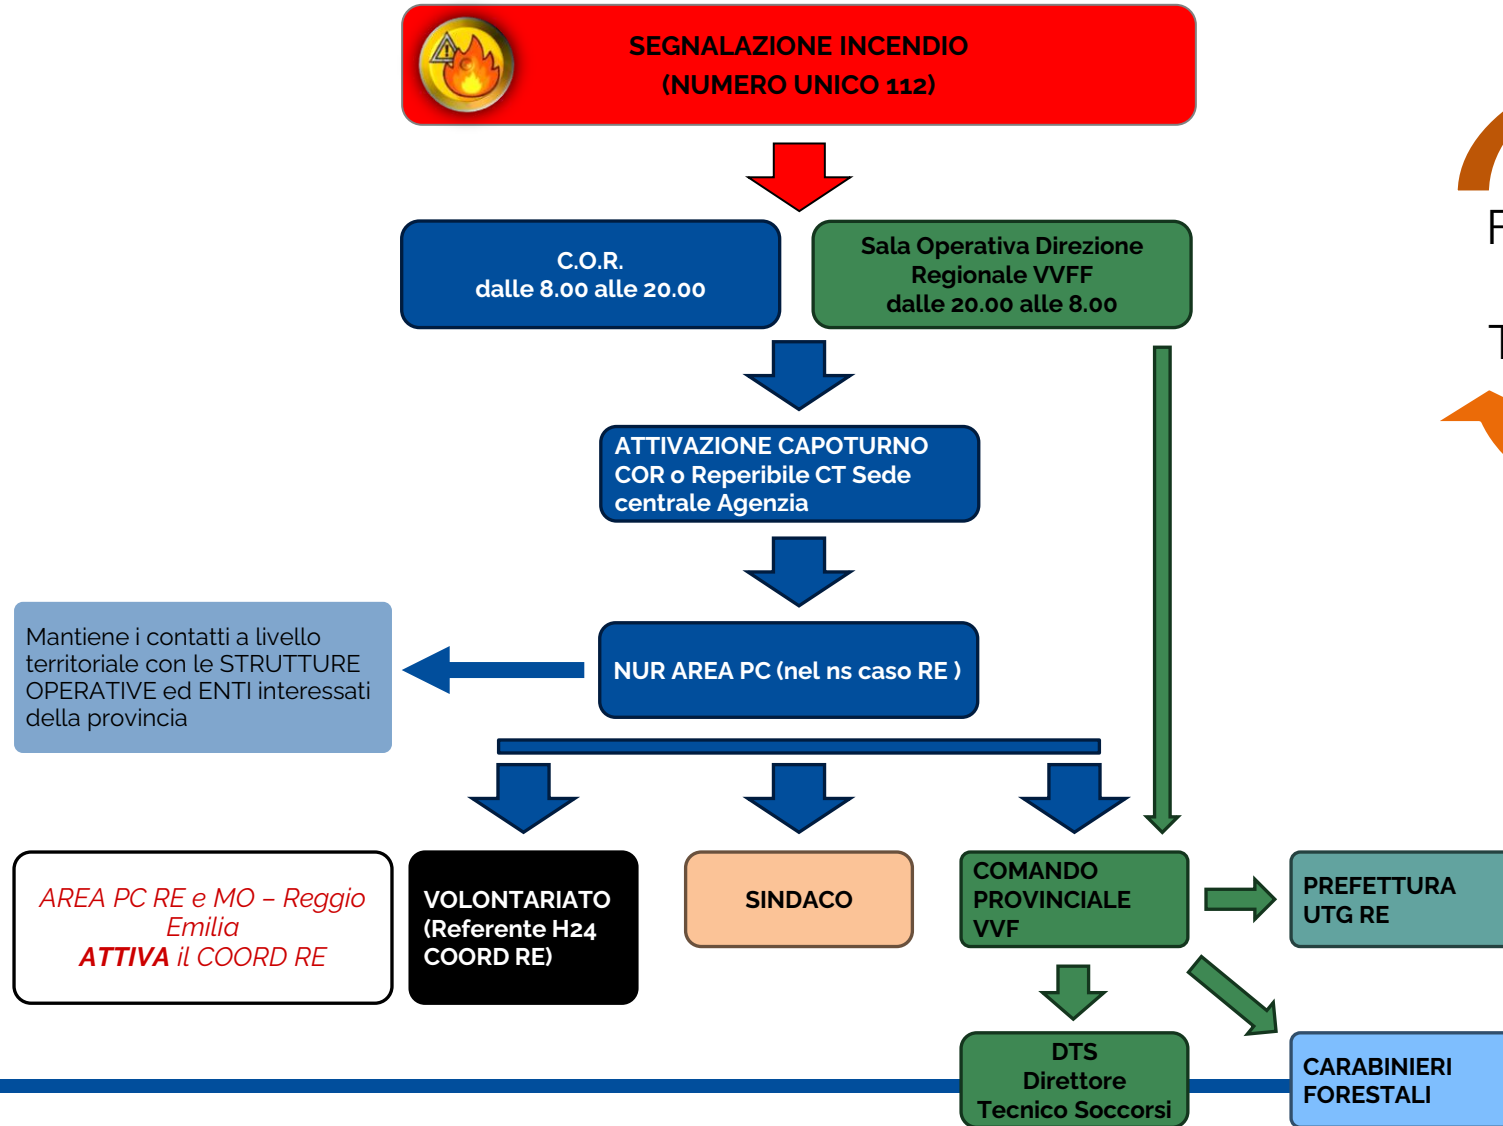 SEGNALAZIONE INCENDIO
(NUMERO UNICO 112)
C.O.R.
dalle 8.00 alle 20.00
Sala Operativa Direzione
Regionale VVFF
dalle 20.00 alle 8.00
F
T
ATTIVAZIONE CAPOTURNO
COR o Reperibile CT Sede
centrale Agenzia
Mantiene i contatti a livello
territoriale con le STRUTTURE
OPERATIVE ed ENTI interessati
della provincia
NUR AREA PC (nel ns caso RE )
AREA PC RE e MO – Reggio
Emilia
ATTIVA il COORD RE
VOLONTARIATO
(Referente H24
COORD RE)
SINDACO
COMANDO
PROVINCIALE
VVF
PREFETTURA
UTG RE
DTS
Direttore
Tecnico Soccorsi
CARABINIERI
FORESTALI